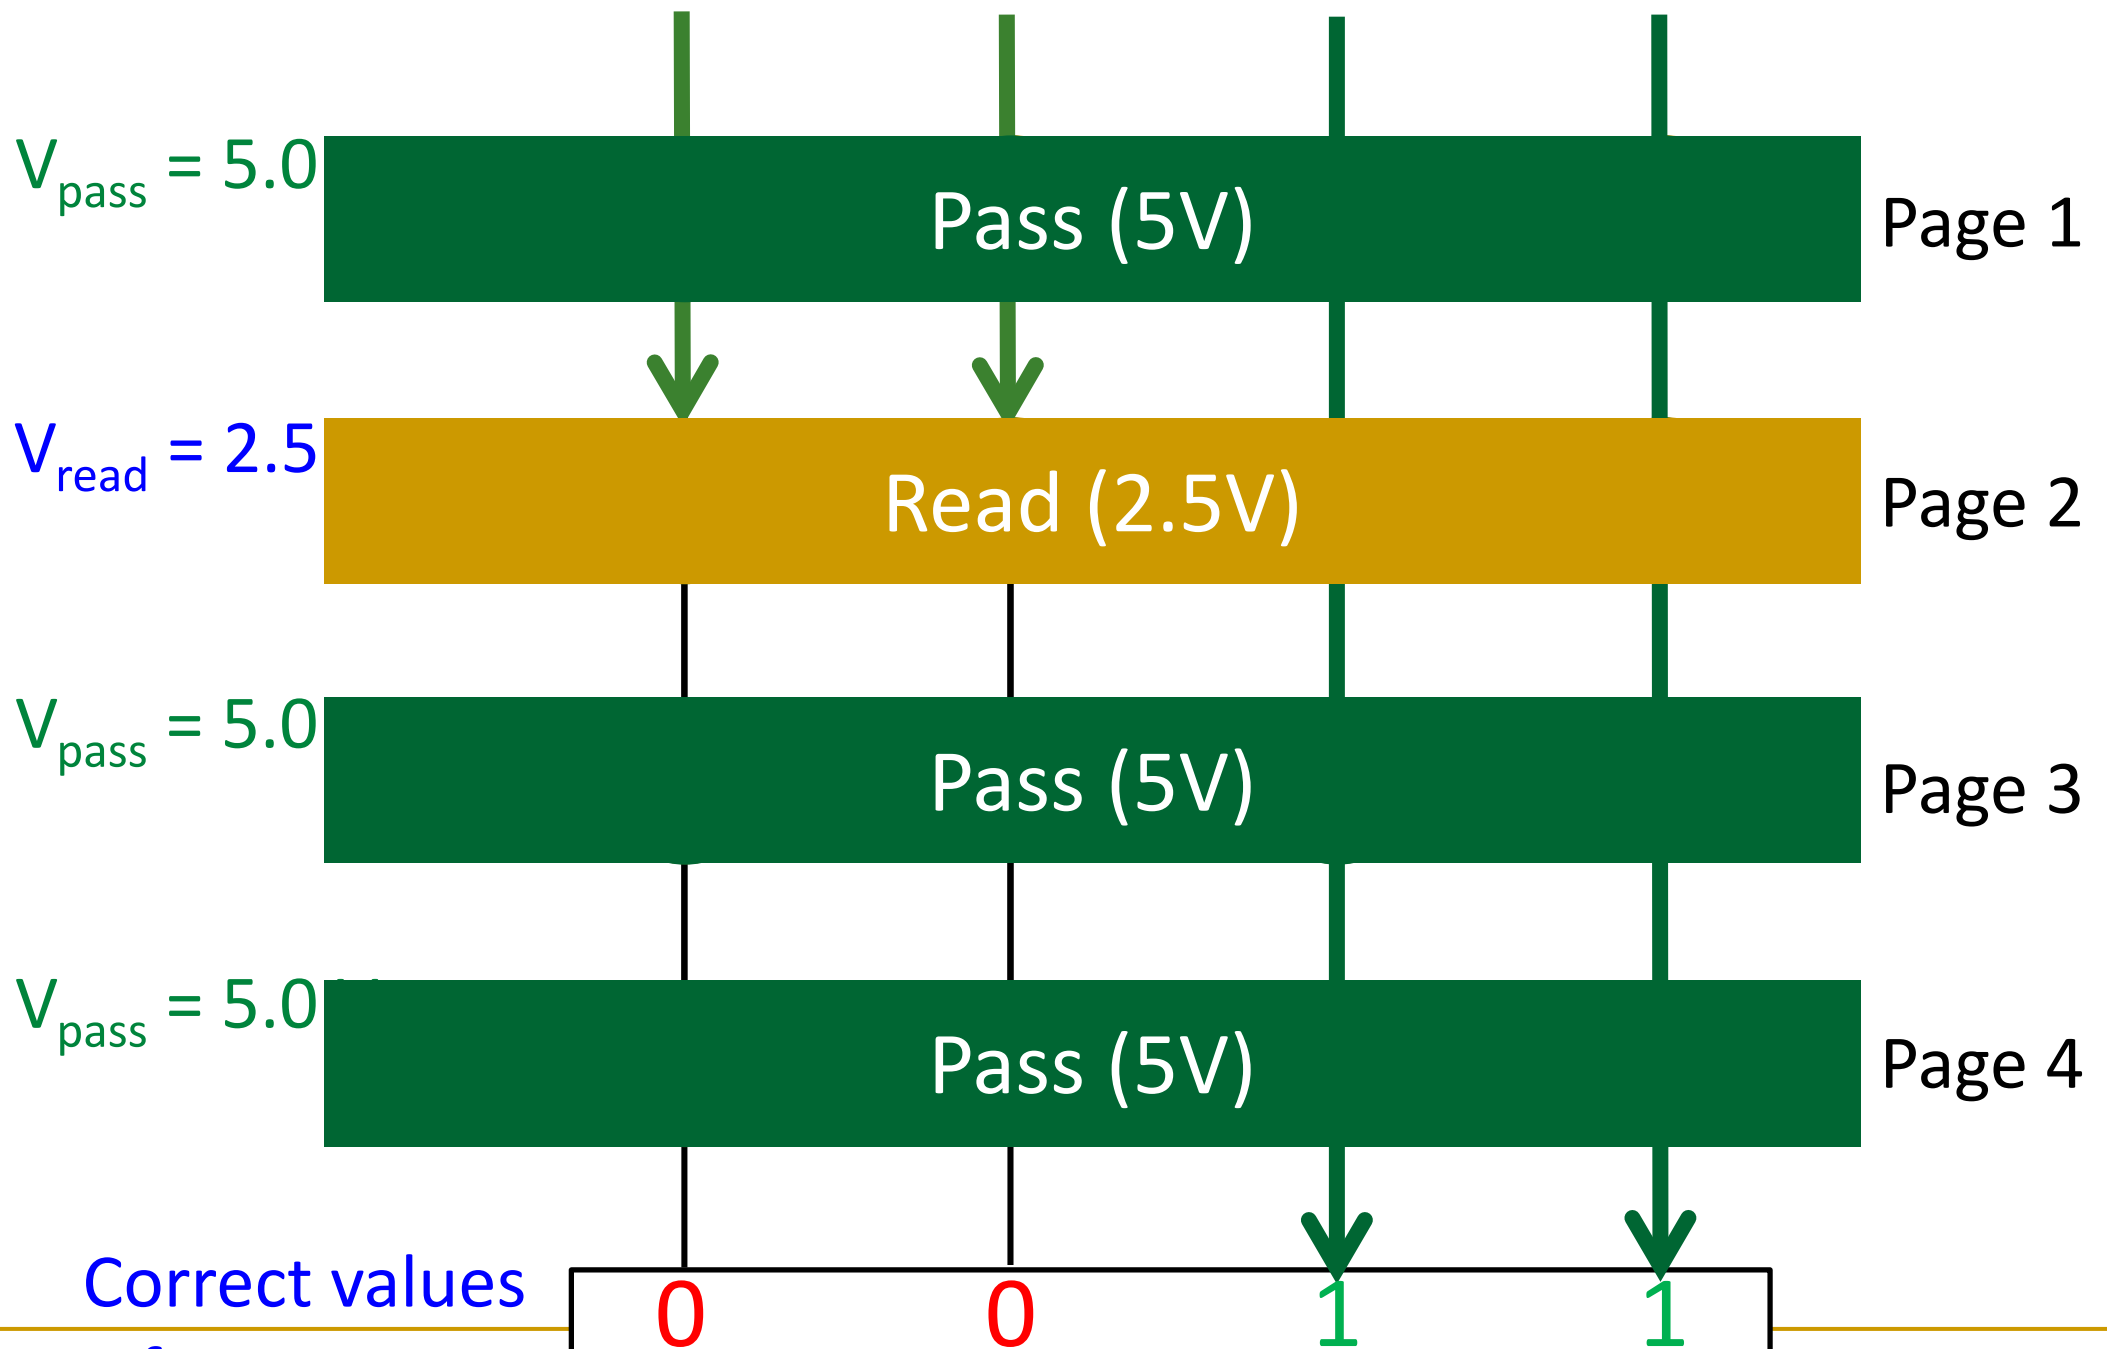 Vpass = 5.0
Pass (5V)
Page 1
Vread = 2.5
Read (2.5V)
Page 2
Vpass = 5.0
Pass (5V)
Page 3
Vpass = 5.0
Pass (5V)
Page 4
Correct values
0 0 1 1